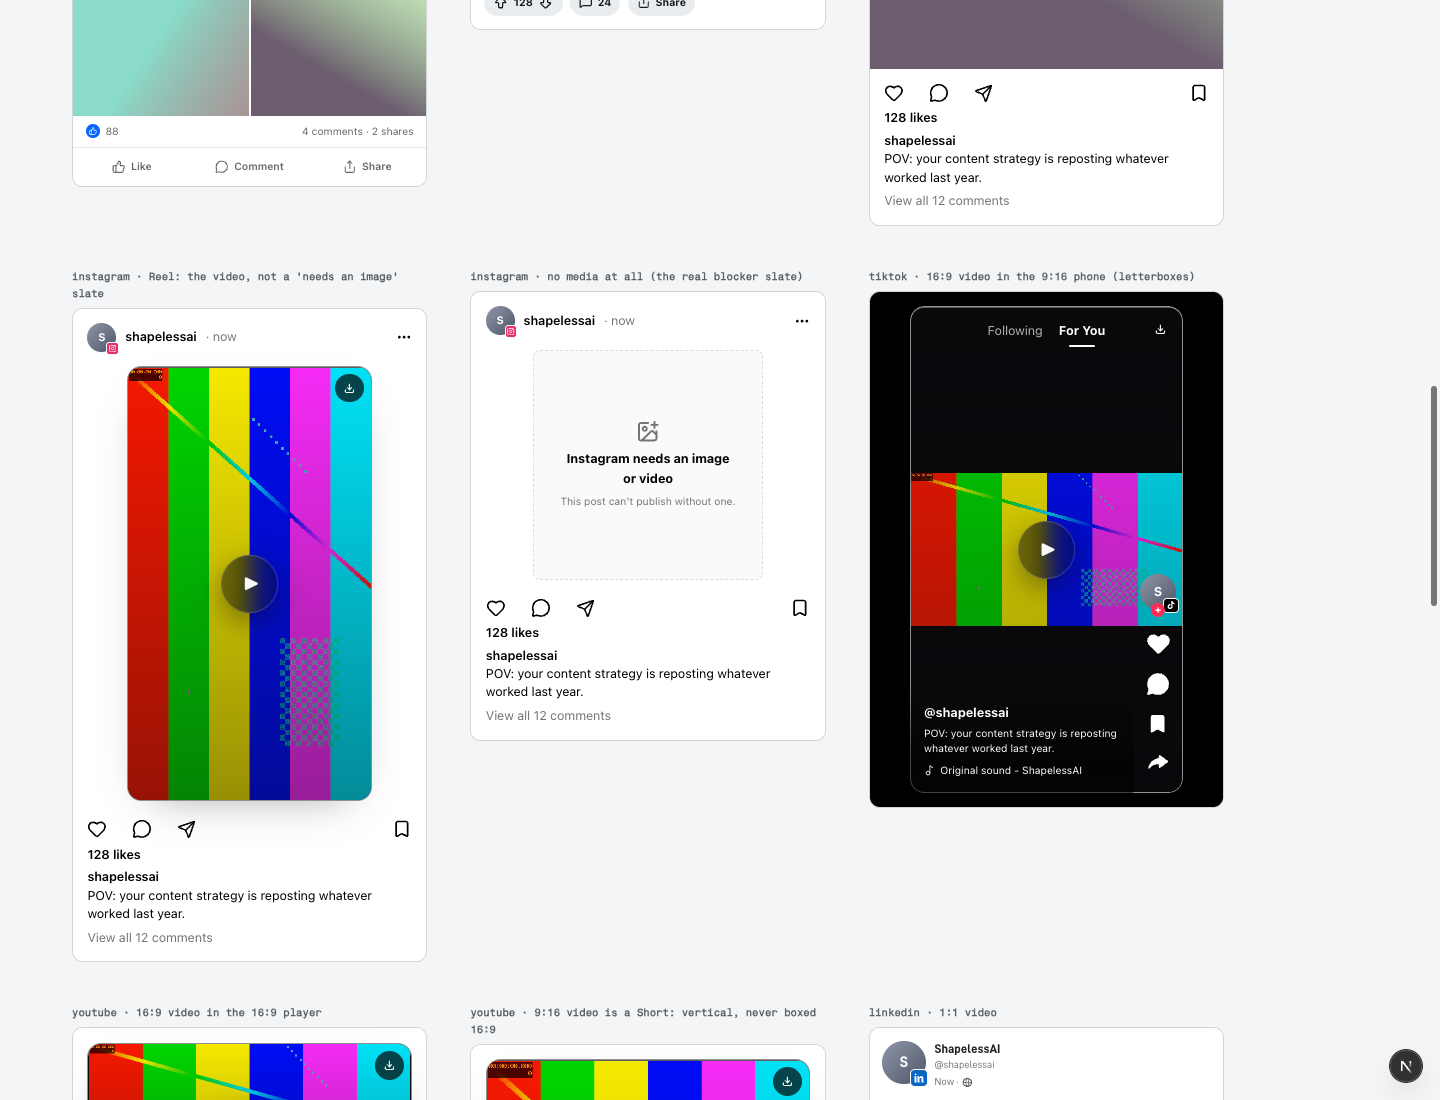 88
4 comments · 2 shares
Like
Comment
Share
128
24
Share
128 likes
shapelessai
POV: your content strategy is reposting whatever
worked last year.
View all 12 comments
instagram · Reel: the video, not a 'needs an image'
slate
S
shapelessai · now
128 likes
shapelessai
POV: your content strategy is reposting whatever
worked last year.
View all 12 comments
instagram · no media at all (the real blocker slate)
S
shapelessai · now
Instagram needs an image
or video
This post can't publish without one.
128 likes
shapelessai
POV: your content strategy is reposting whatever
worked last year.
View all 12 comments
tiktok · 16:9 video in the 9:16 phone (letterboxes)
Following For You
S
@shapelessai
POV: your content strategy is reposting
whatever worked last year.
Original sound - ShapelessAI
youtube · 16:9 video in the 16:9 player
youtube · 9:16 video is a Short: vertical, never boxed
16:9
linkedin · 1:1 video
S
ShapelessAI
@shapelessai
Now ·
in
N